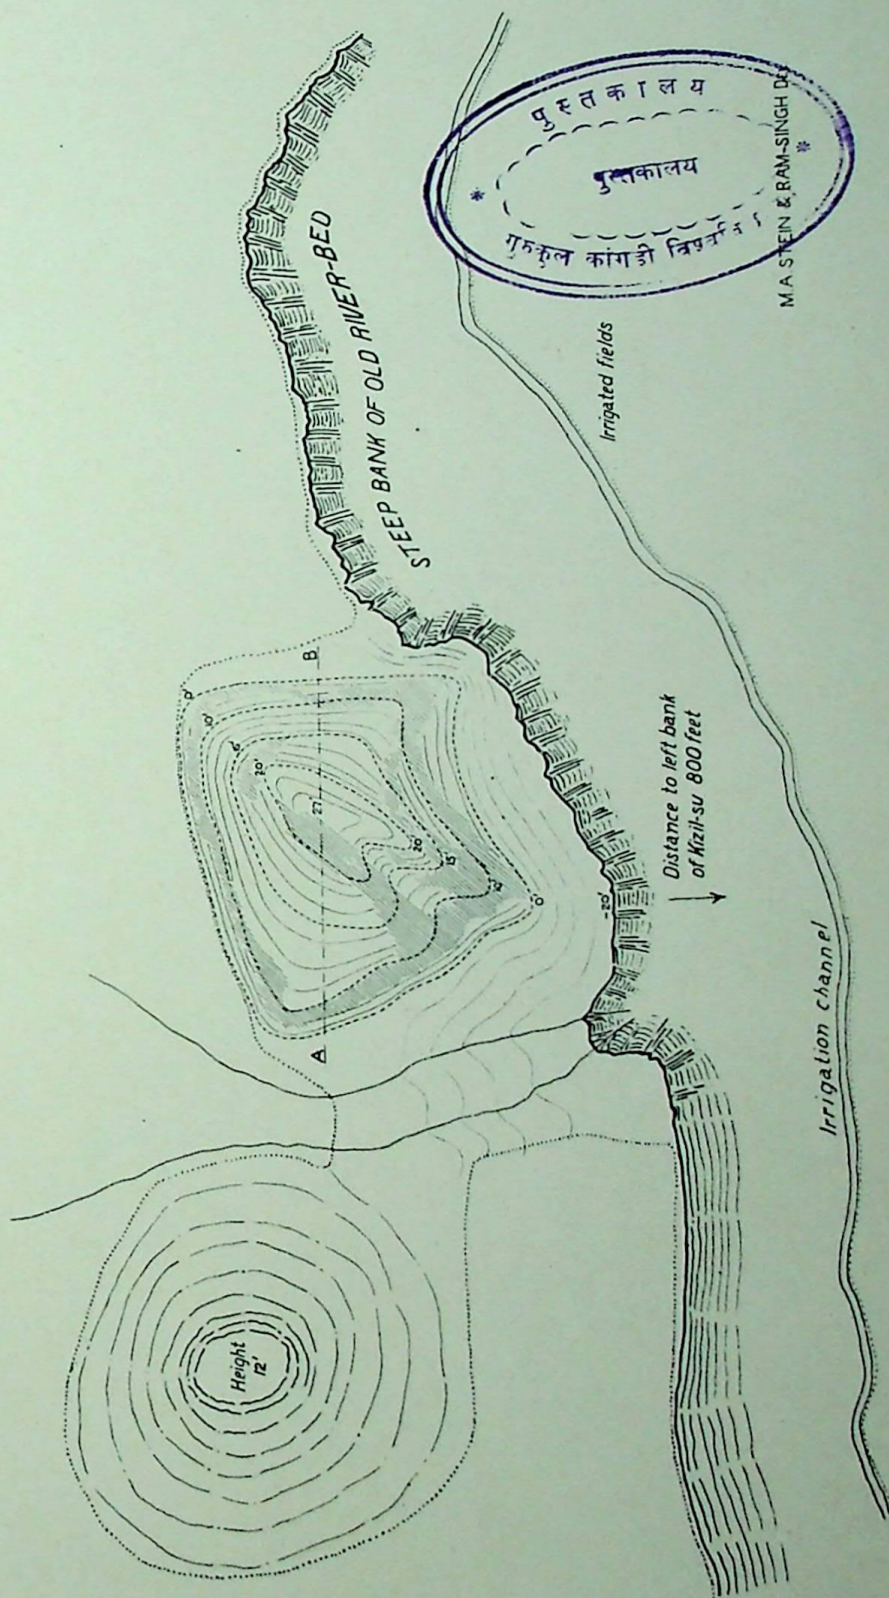 पुस्तकालय
पुस्तकालय
गुरुकुल कांगडी
M.A. STEIN & RAM-SINGH
STEEP BANK OF OLD RIVER-BED
Irrigated fields
B
0'
10'
20'
27
20'
15'
0'
-20'
A
Distance to left bank
of Kizil-su 800 feet
Irrigation channel
Height
12'